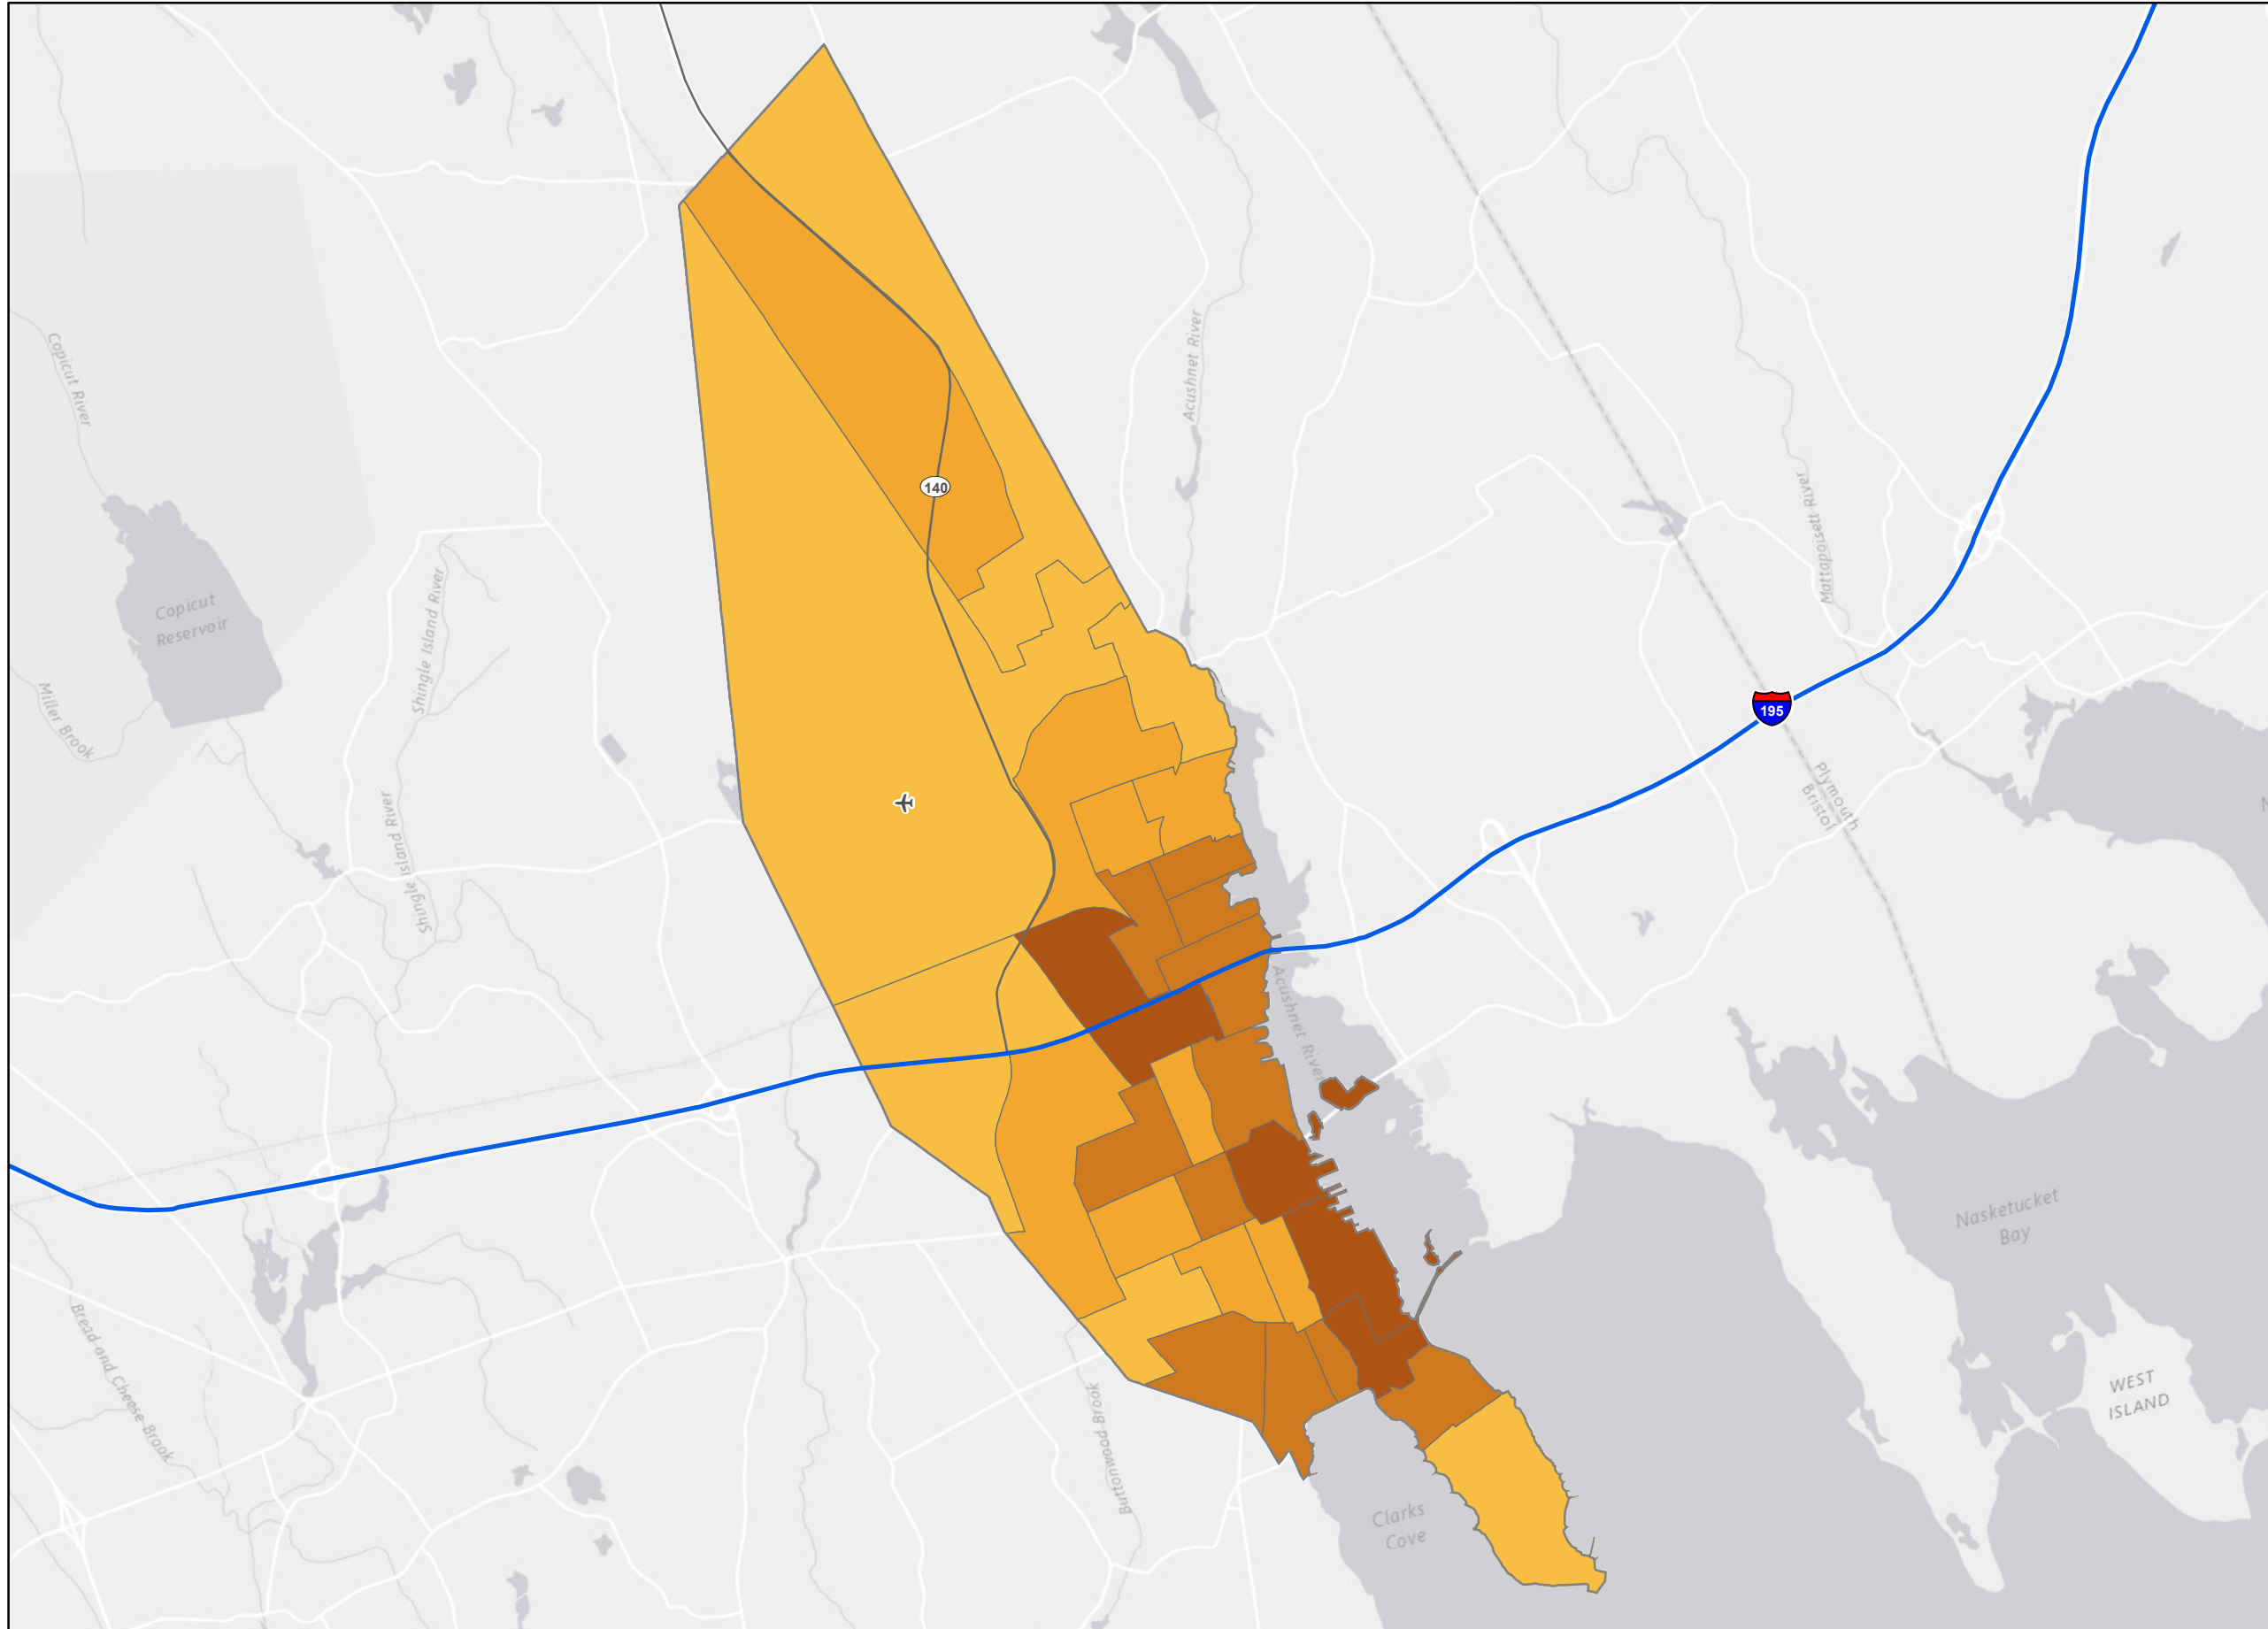 Copicut River
Acushnet River
140
Mattapoisett River
Copicut
Reservoir
Shingle Island River
Miller Brook
195
Plymouth
Bristol
Shingle Island River
Acushnet River
Nasketucket
Bay
Bread and Cheese Brook
Buttonwood Brook
WEST
ISLAND
Clarks
Cove